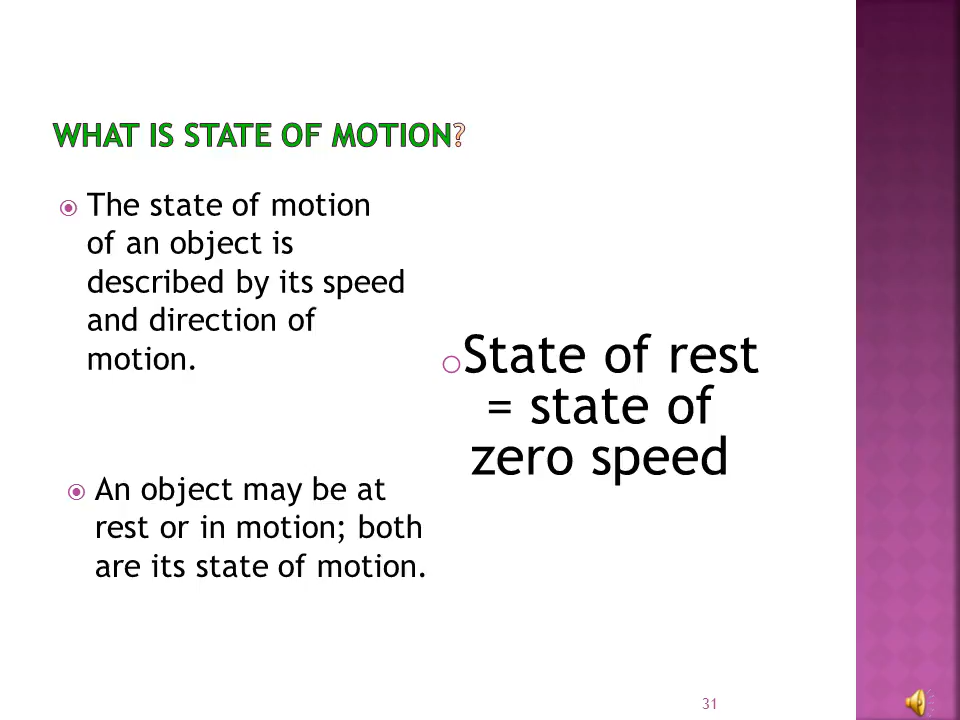 WHAT IS STATE OF MOTION?
The state of motion
of an object is
described by its speed
and direction of
motion.
State of rest
= state of
zero speed
An object may be at
rest or in motion; both
are its state of motion.
31